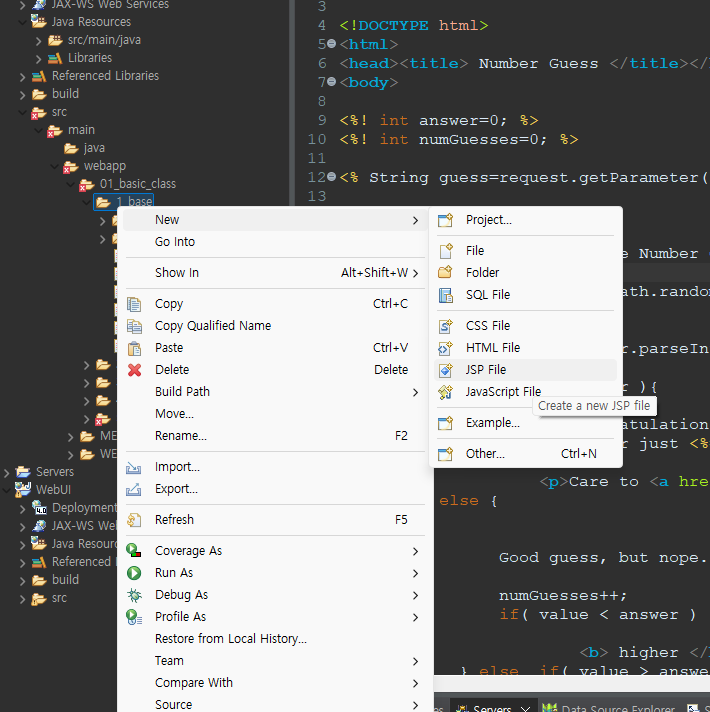 JAX-WS Web Services
Java Resources
src/main/java
Libraries
Referenced Libraries
build
src
main
java
webapp
01_basic_class
1_base
Servers
WebUI
Deployment
JAX-WS Web
Java Resour
Referenced
build
src
New
Go Into
Show In Alt+Shift+W
Copy Ctrl+C
Copy Qualified Name
Paste Ctrl+V
Delete Delete
Build Path
Move...
Rename... F2
Import...
Export...
Refresh F5
Coverage As
Run As
Debug As
Profile As
Restore from Local History...
Team
Compare With
Source
Project...
File
Folder
SQL File
CSS File
HTML File
JSP File
JavaScript File
Create a new JSP file
Example...
Other... Ctrl+N
3
4 <!DOCTYPE html>
5 <html>
6 <head><title> Number Guess </title></
7 <body>
8
9 <%! int answer=0; %>
10 <%! int numGuesses=0; %>
11
12 <% String guess=request.getParameter(
13
e Number
ath.random
r.parseIn
r ){
atulation
r just <%
<p>Care to <a hre
else {
Good guess, but nope.
numGuesses++;
if( value < answer )
<b> higher </
} else if( value > answe
Servers
Data Source Explorer